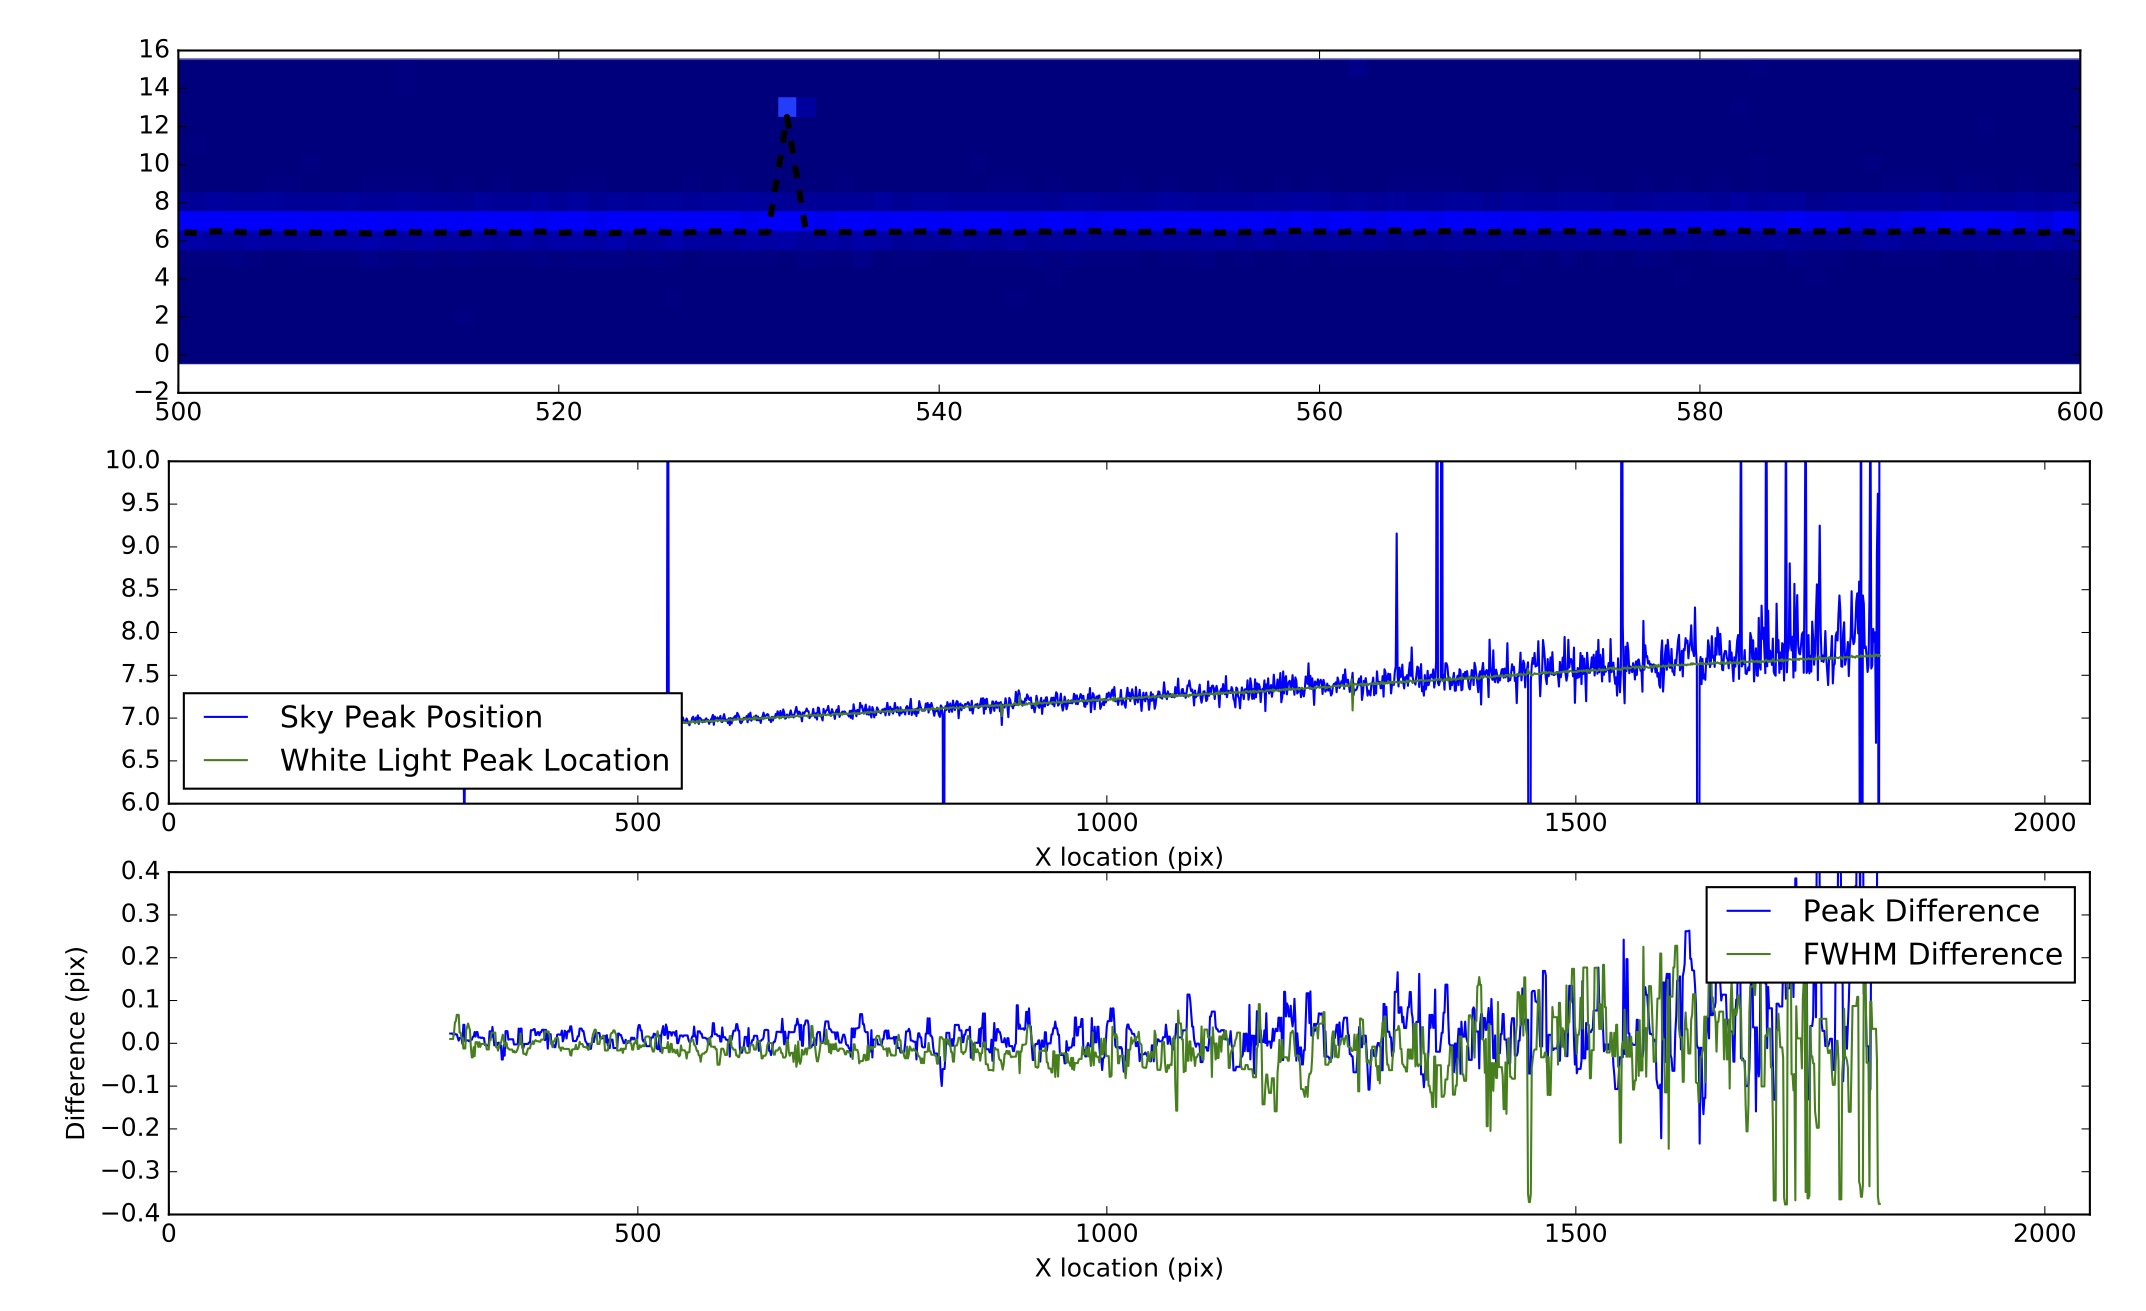 16
14
12
10
8
6
4
2
0
−2
500 520 540 560 580 600
10.0
9.5
9.0
8.5
8.0
7.5
7.0
6.5
6.0
Sky Peak Position
White Light Peak Location
0 500 1000 1500 2000
X location (pix)
0.4
0.3
0.2
0.1
0.0
−0.1
−0.2
−0.3
−0.4
Difference (pix)
Peak Difference
FWHM Difference
0 500 1000 1500 2000
X location (pix)